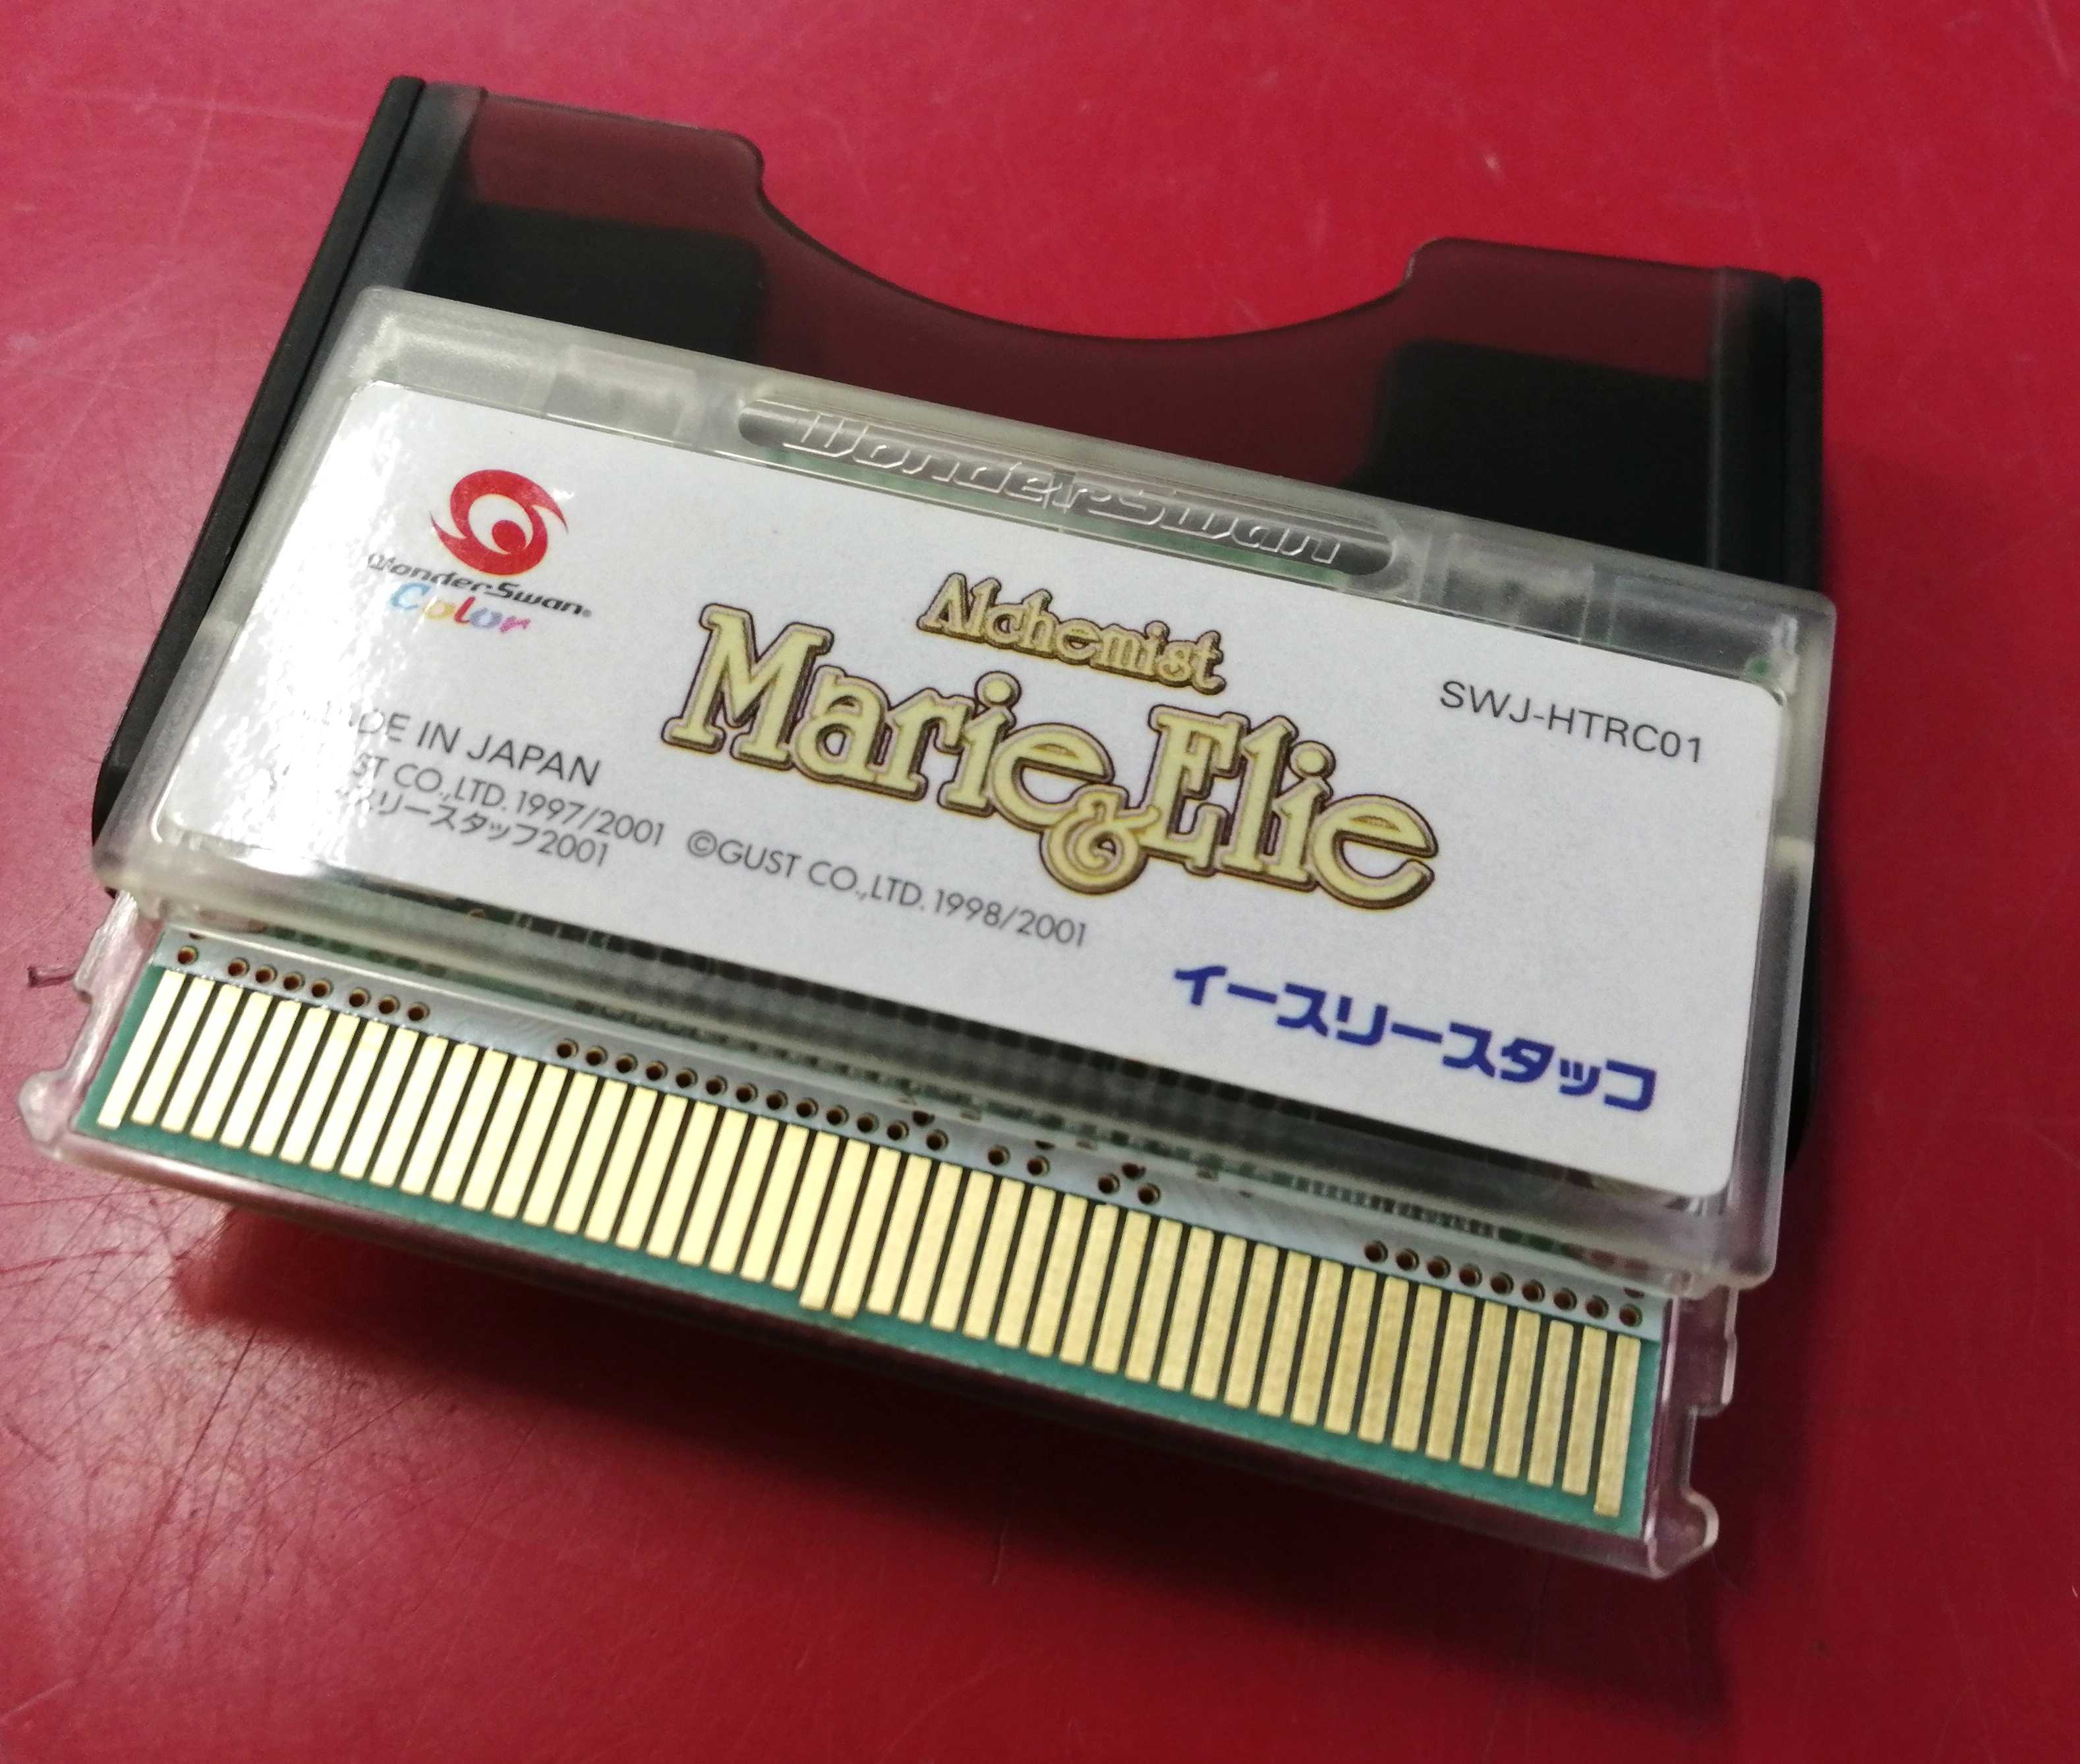 WonderSwan
WonderSwan
Color
Alchemist
Marie & Elie
SWJ-HTRC01
MADE IN JAPAN
CO.,LTD. 1997/2001 ©GUST CO.,LTD. 1998/2001
スリースタッフ2001
イースリースタッフ